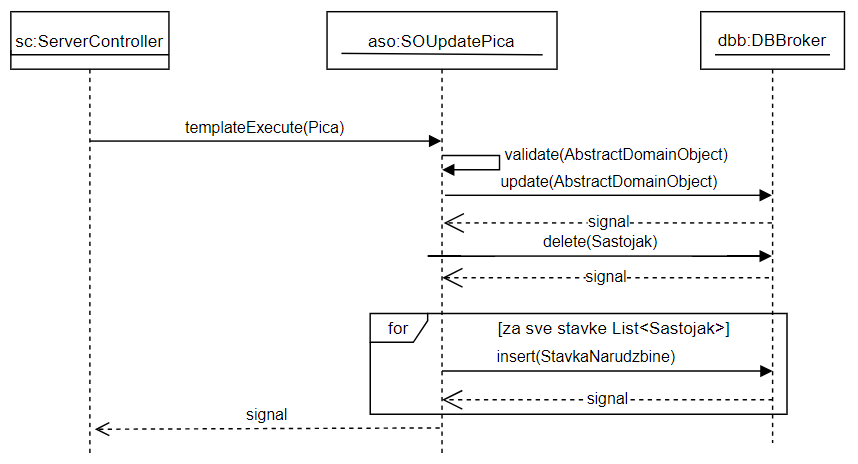 sc:ServerController
aso:SOUpdatePica
dbb:DBBroker
templateExecute(Pica)
validate(AbstractDomainObject)
update(AbstractDomainObject)
signal
delete(Sastojak)
signal
for
[za sve stavke List<Sastojak>]
insert(StavkaNarudzbine)
signal
signal